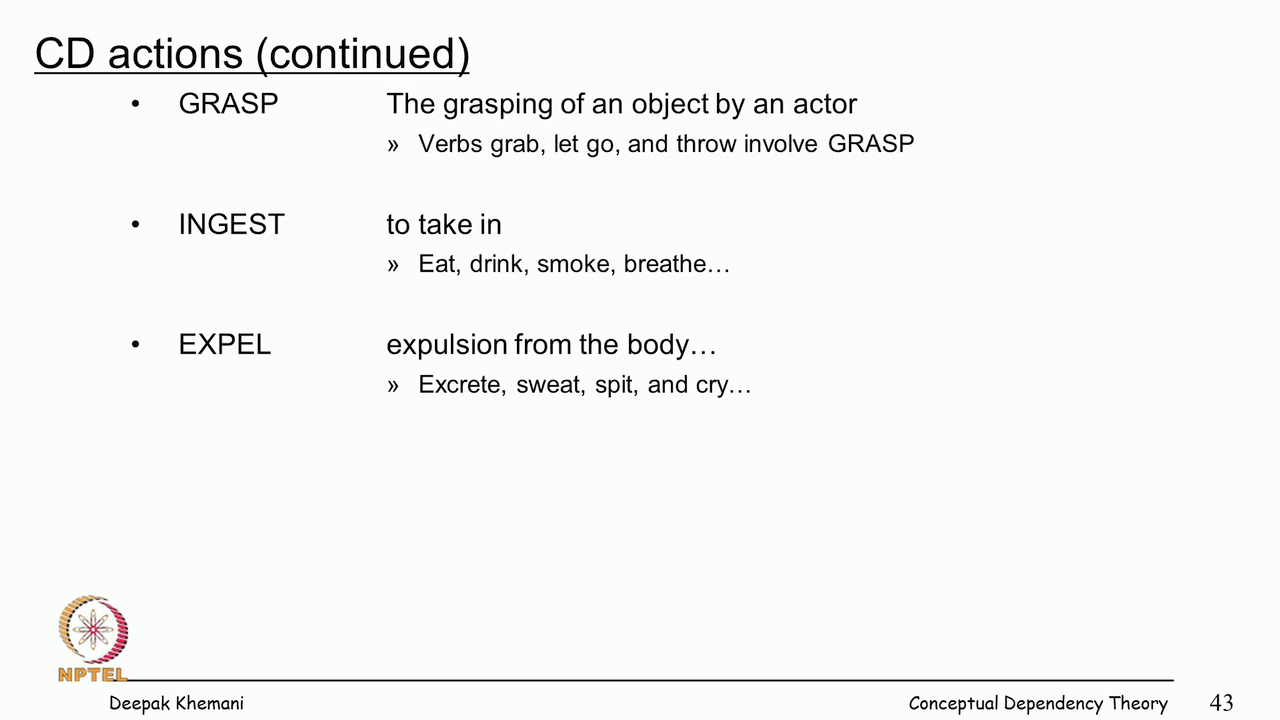 CD actions (continued)
• GRASP The grasping of an object by an actor
» Verbs grab, let go, and throw involve GRASP
• INGEST to take in
» Eat, drink, smoke, breathe…
• EXPEL expulsion from the body…
» Excrete, sweat, spit, and cry…
NPTEL
Deepak Khemani Conceptual Dependency Theory 43